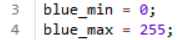 3 blue_min = 0;
4 blue_max = 255;